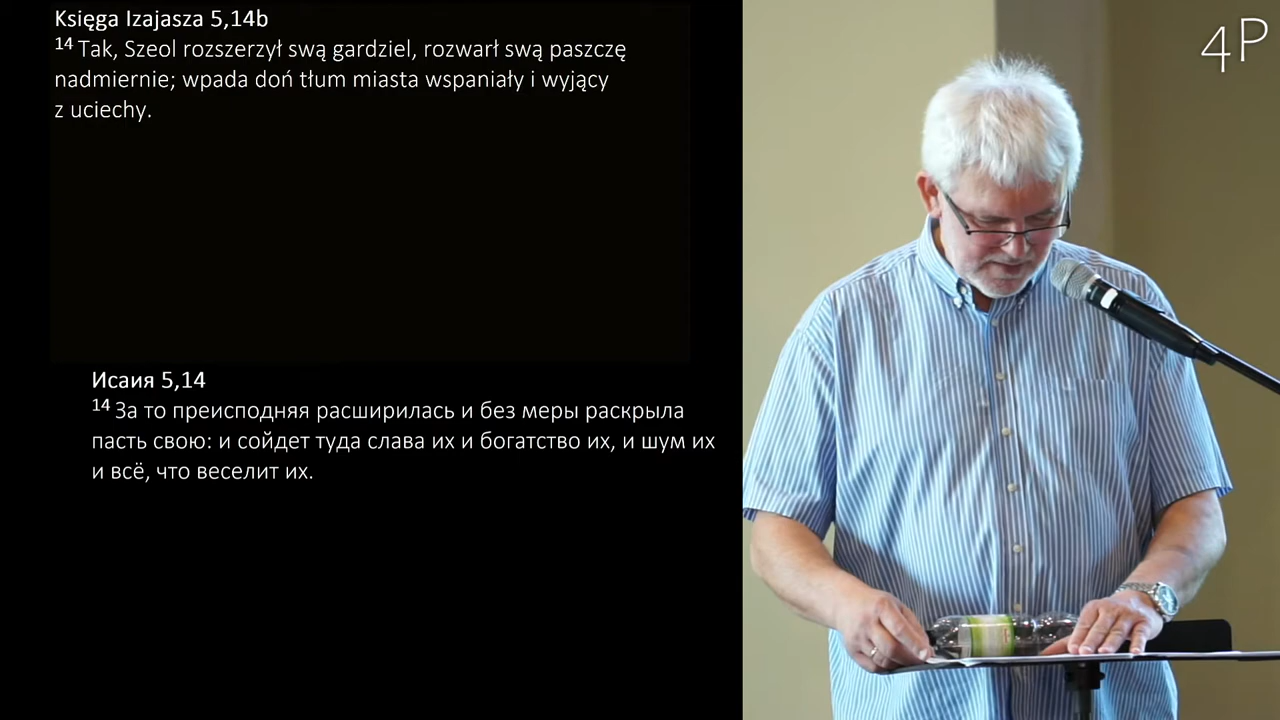 Księga Izajasza 5,14b
14 Tak, Szeol rozszerzył swą gardziel, rozwarł swą paszczę
nadmiernie; wpada doń tłum miasta wspaniały i wyjący
z uciechy.
4P
Исаия 5,14
14 За то преисподняя расширилась и без меры раскрыла
пасть свою: и сойдет туда слава их и богатство их, и шум их
и всё, что веселит их.